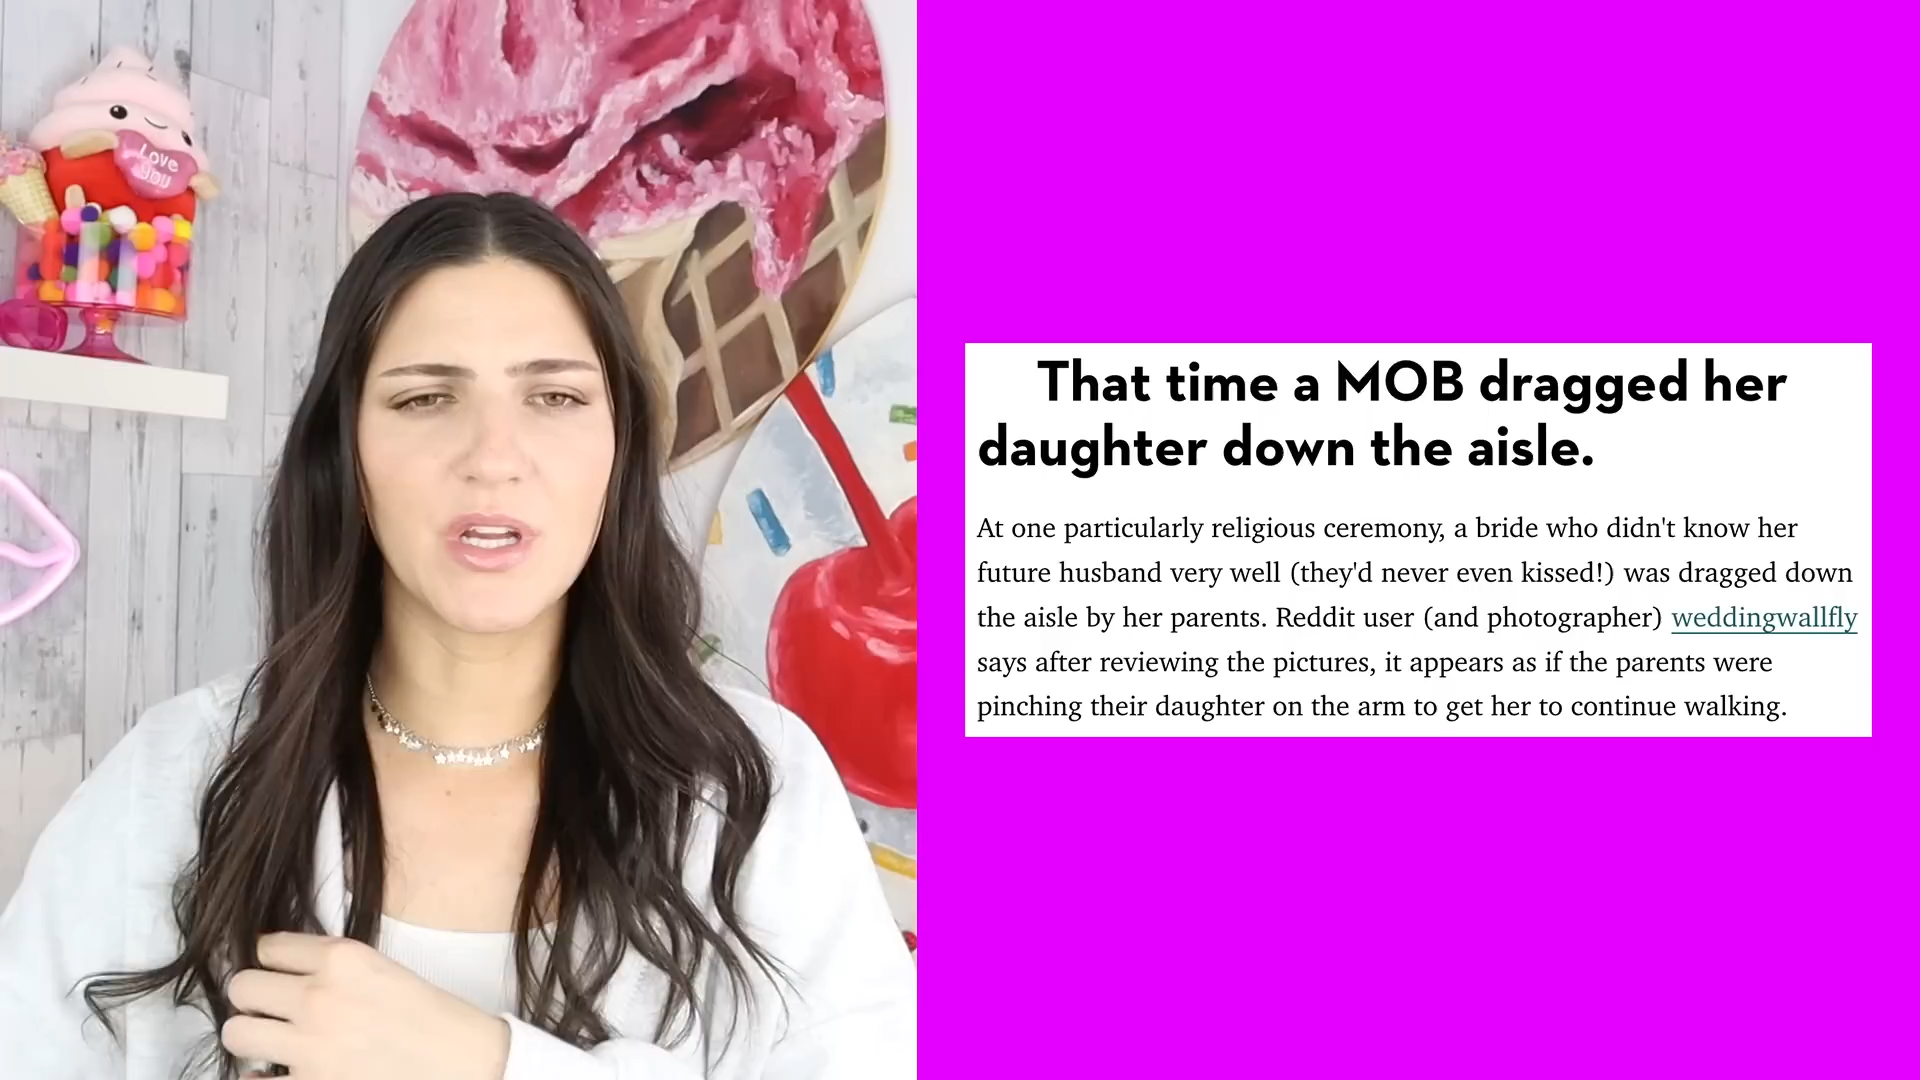 Love
you
That time a MOB dragged her
daughter down the aisle.
At one particularly religious ceremony, a bride who didn't know her
future husband very well (they'd never even kissed!) was dragged down
the aisle by her parents. Reddit user (and photographer) weddingwallfly
says after reviewing the pictures, it appears as if the parents were
pinching their daughter on the arm to get her to continue walking.